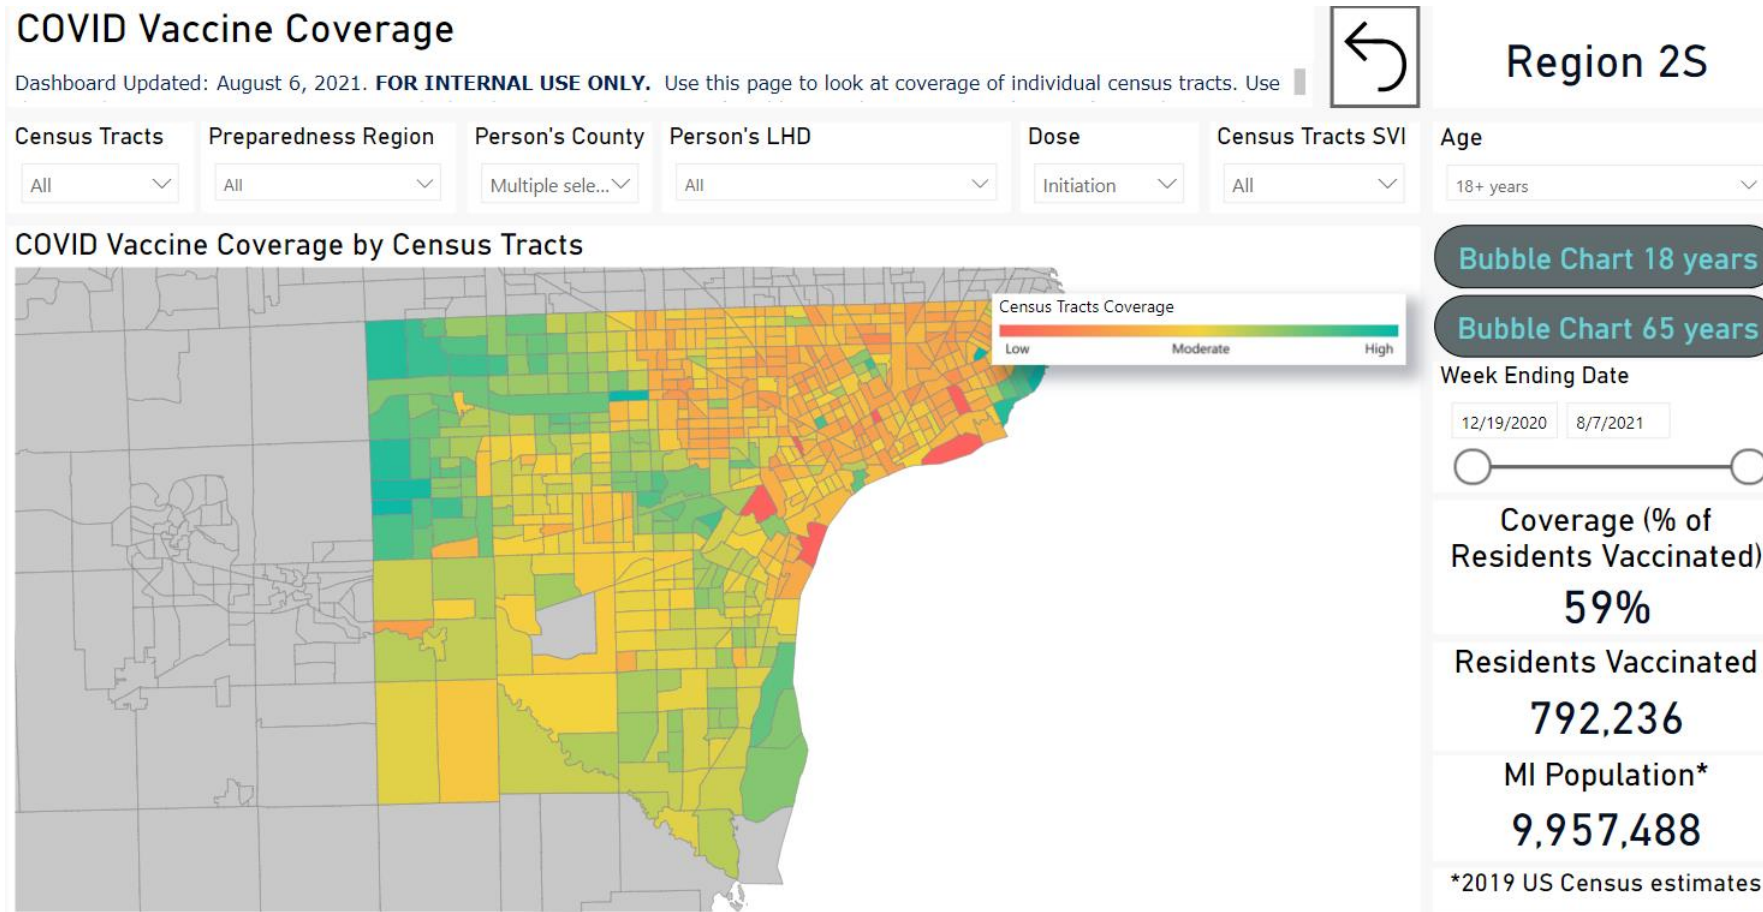 COVID Vaccine Coverage
Dashboard Updated: August 6, 2021. FOR INTERNAL USE ONLY. Use this page to look at coverage of individual census tracts. Use
Region 2S
Census Tracts
All
Preparedness Region
All
Person's County
Multiple sele...
Person's LHD
All
Dose
Initiation
Census Tracts SVI
All
Age
18+ years
COVID Vaccine Coverage by Census Tracts
Census Tracts Coverage
Low Moderate High
Bubble Chart 18 years
Bubble Chart 65 years
Week Ending Date
12/19/2020 8/7/2021
Coverage (% of
Residents Vaccinated)
59%
Residents Vaccinated
792,236
MI Population*
9,957,488
*2019 US Census estimates